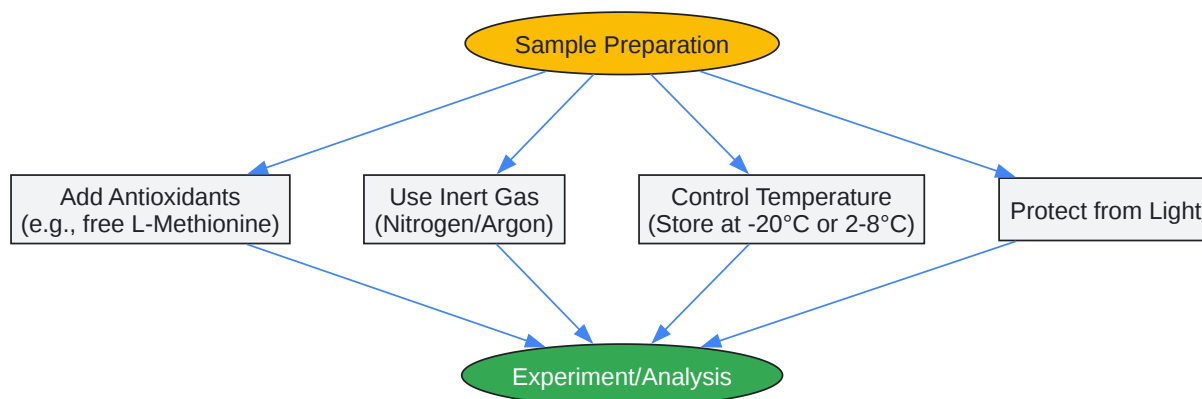 Sample Preparation
Add Antioxidants
(e.g., free L-Methionine)
Use Inert Gas
(Nitrogen/Argon)
Control Temperature
(Store at -20°C or 2-8°C)
Protect from Light
Experiment/Analysis